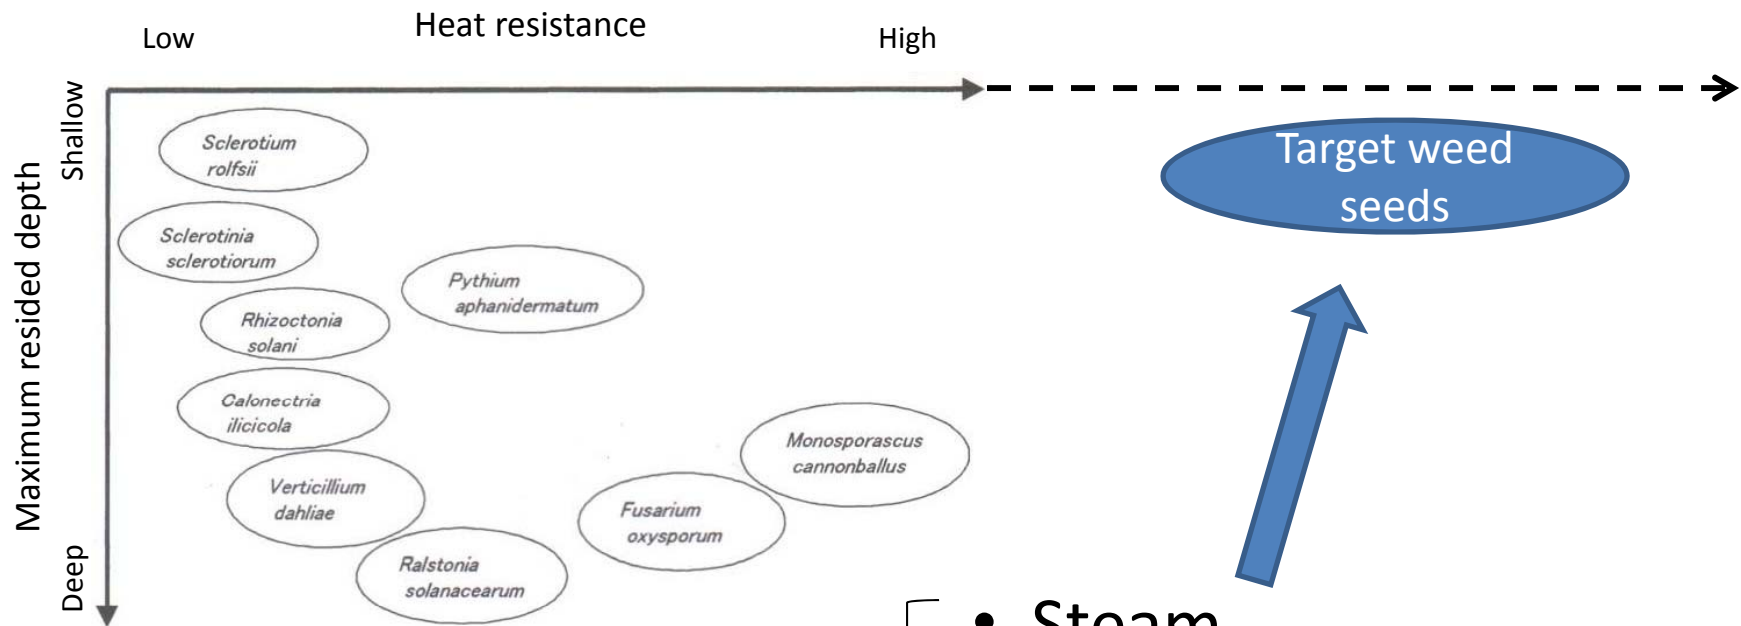 Heat resistance
Low
High
Shallow
Maximum resided depth
Deep
Sclerotium
rolfsii
Sclerotinia
sclerotiorum
Pythium
aphanidermatum
Rhizoctonia
solani
Calonectria
ilicicola
Monosporascus
cannonballus
Verticillium
dahliae
Fusarium
oxysporum
Ralstonia
solanacearum
Target weed
seeds
• Steam